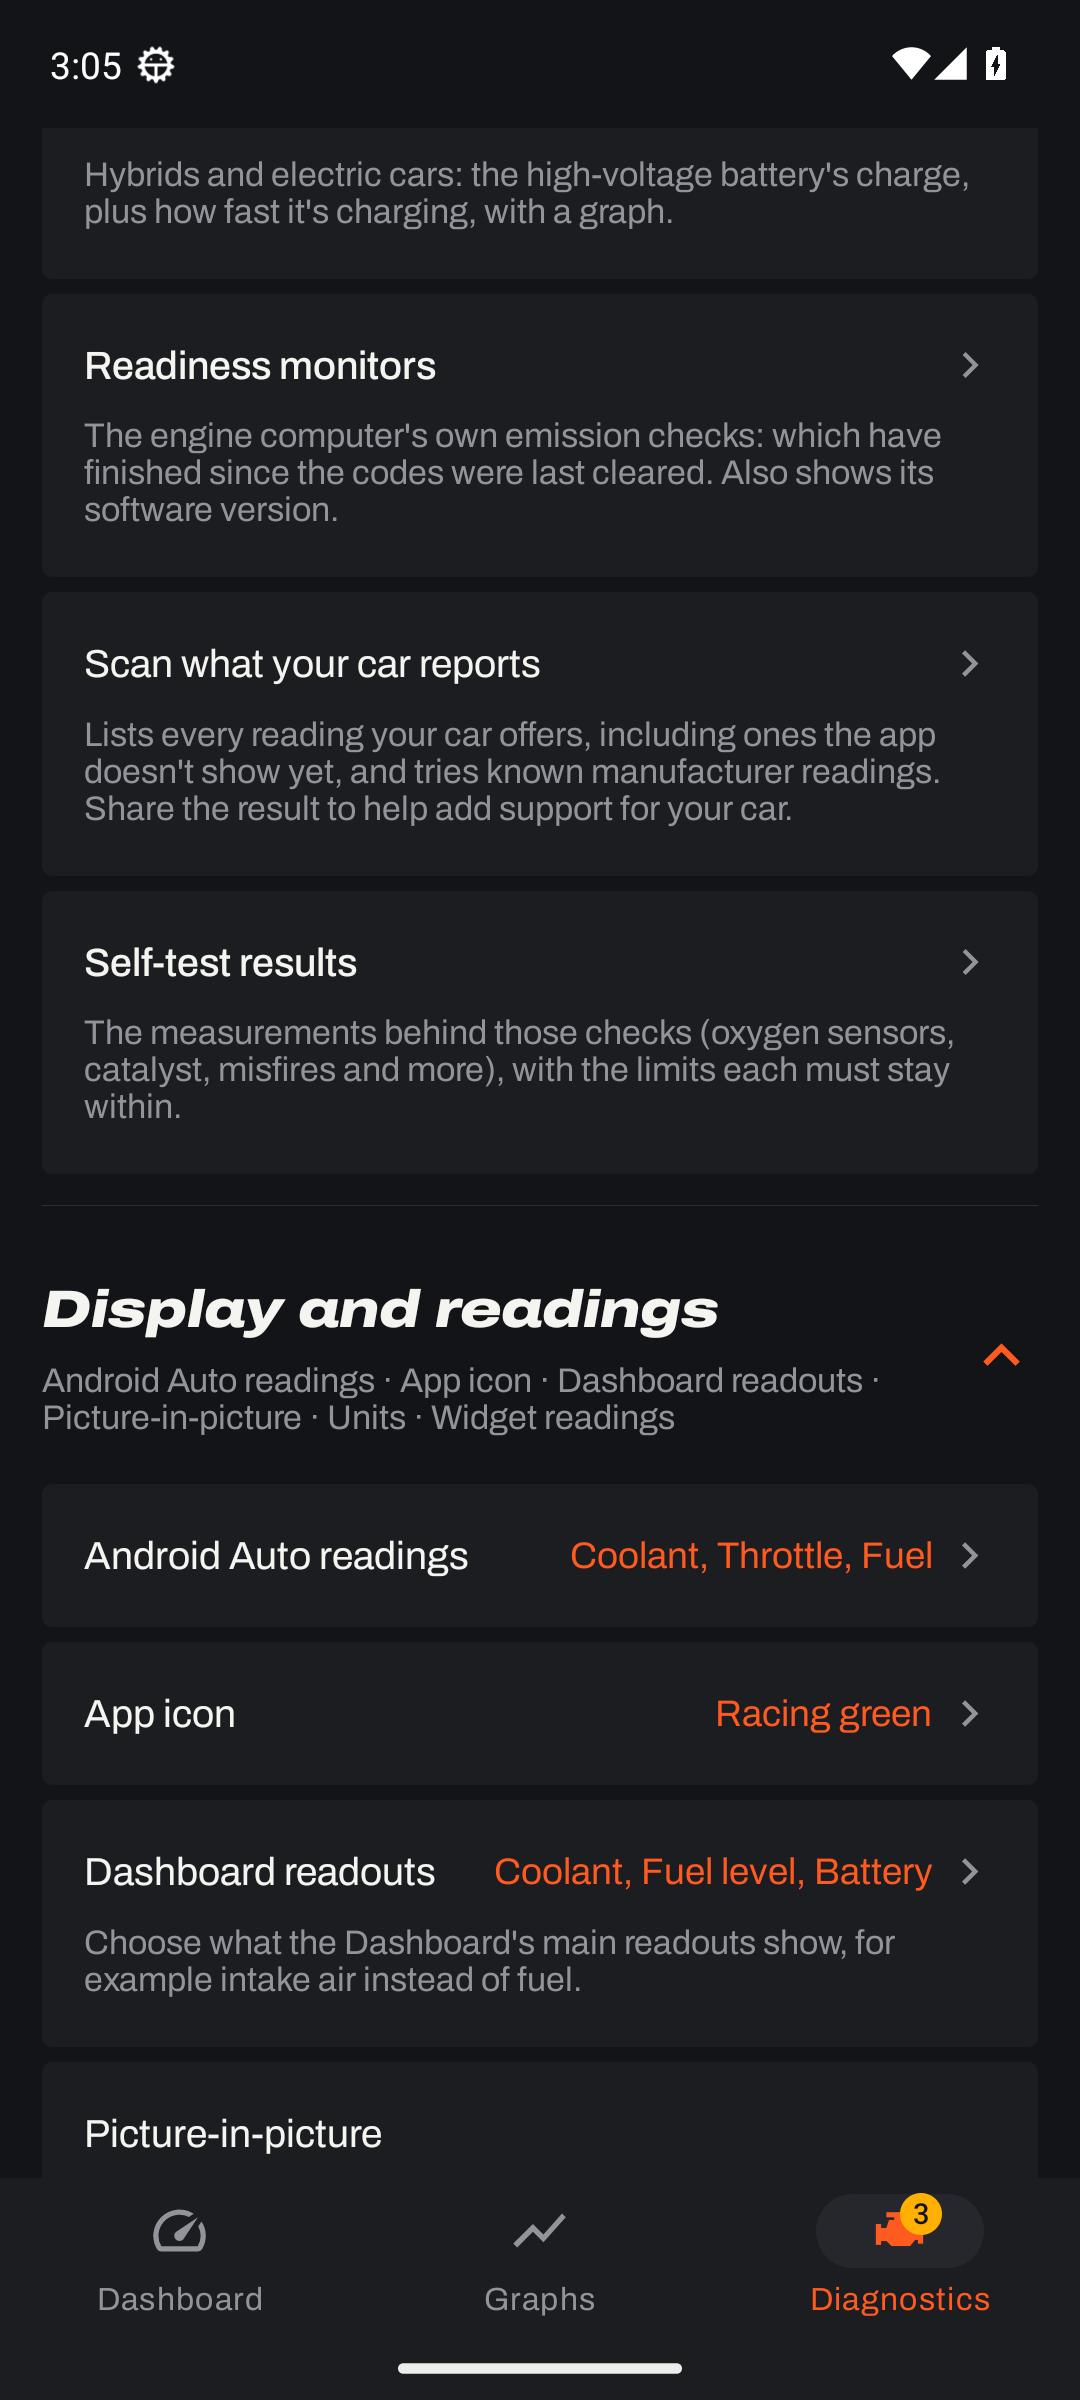 3:05
Hybrids and electric cars: the high-voltage battery's charge,
plus how fast it's charging, with a graph.
Readiness monitors
The engine computer's own emission checks: which have
finished since the codes were last cleared. Also shows its
software version.
Scan what your car reports
Lists every reading your car offers, including ones the app
doesn't show yet, and tries known manufacturer readings.
Share the result to help add support for your car.
Self-test results
The measurements behind those checks (oxygen sensors,
catalyst, misfires and more), with the limits each must stay
within.
Display and readings
Android Auto readings · App icon · Dashboard readouts ·
Picture-in-picture · Units · Widget readings
Android Auto readings Coolant, Throttle, Fuel
App icon Racing green
Dashboard readouts Coolant, Fuel level, Battery
Choose what the Dashboard's main readouts show, for
example intake air instead of fuel.
Picture-in-picture
3
Dashboard Graphs Diagnostics